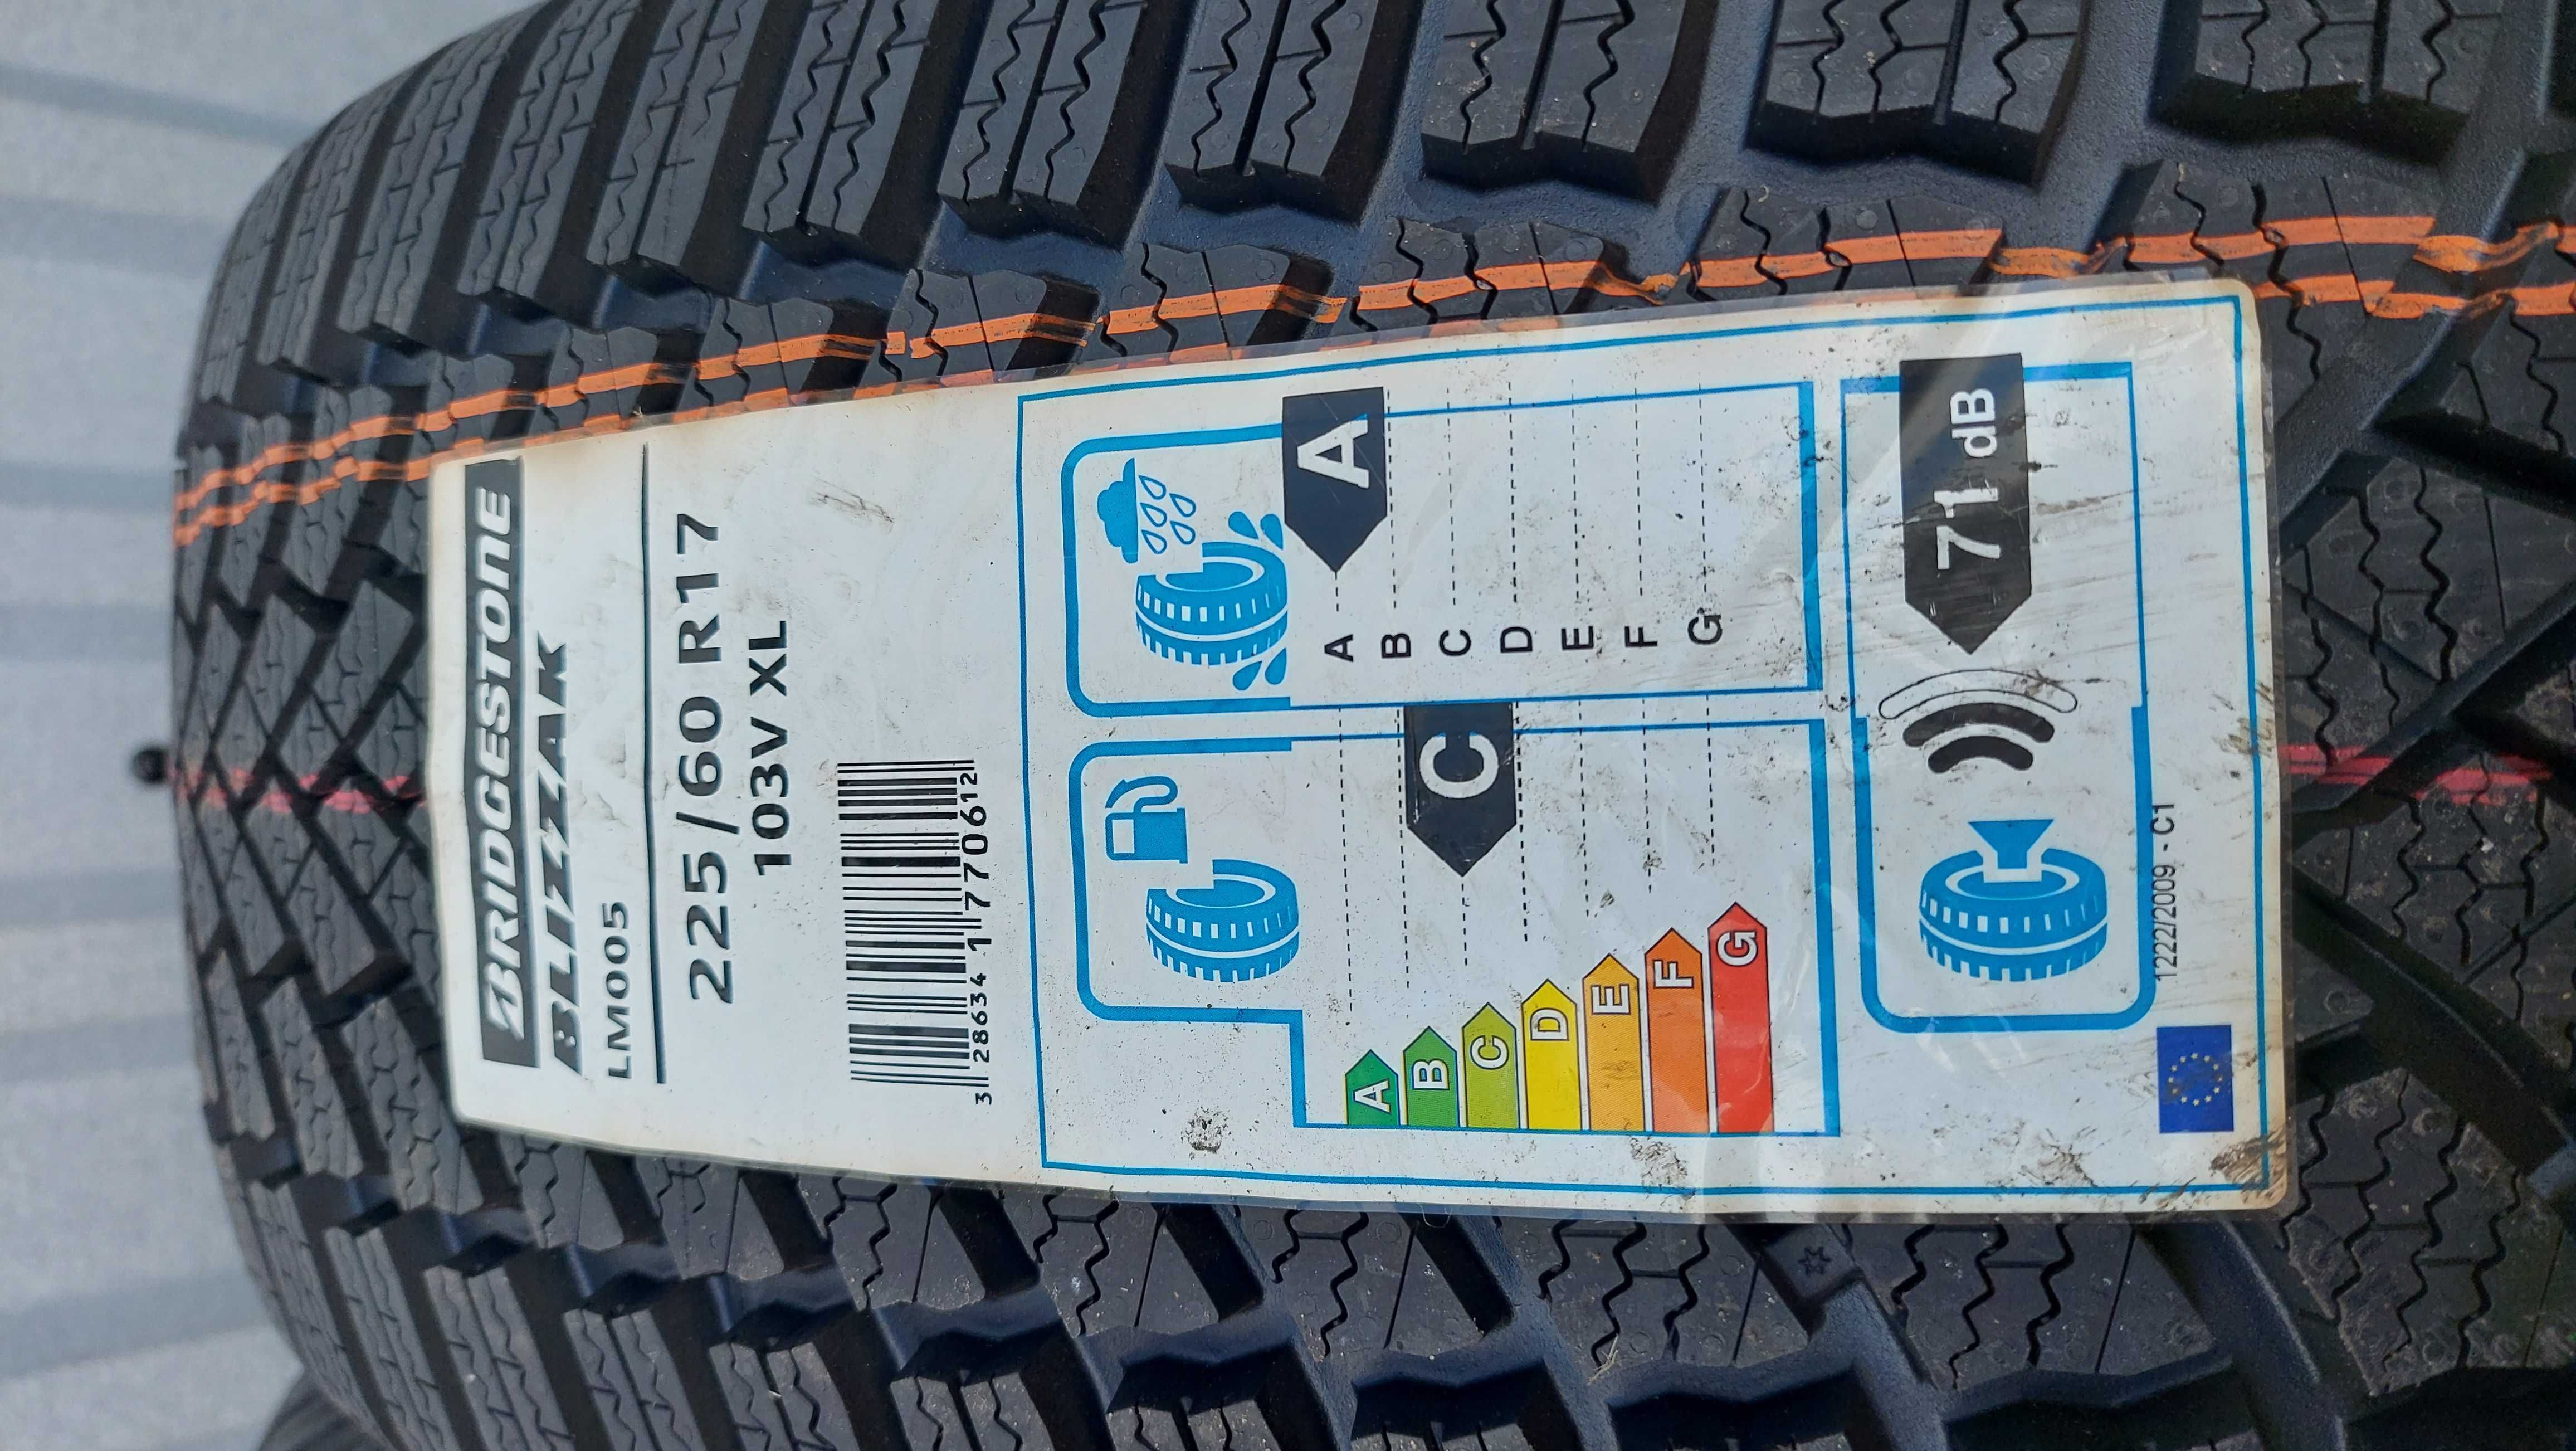 BRIDGESTONE
BLIZZAK
LM005
225/60 R17
103V XL
3 286341 770612
A
B
C
D
E
F
G
C
A
A
B
C
D
E
F
G
71 dB
1222/2009 - C1